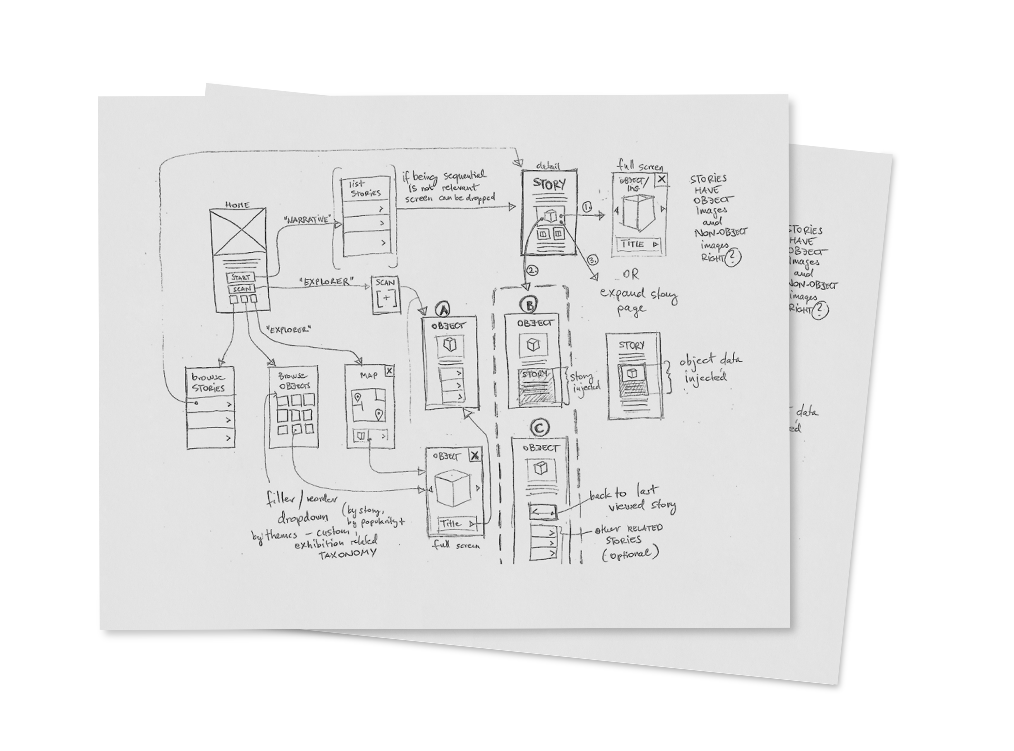 HOME
START
SCAN
"NARRATIVE"
list
STORIES
if being sequential
is not relevant
screen can be dropped
detail
STORY
1.
2.
3.
full screen
OBJECT/
IMG
X
TITLE
OR
expand story
page
STORIES
HAVE
OBJECT
Images
and
NON-OBJECT
images
RIGHT?
"EXPLORER"
SCAN
[+]
"EXPLORER"
browse
STORIES
Browse
OBJECTS
MAP
X
A
OBJECT
B
OBJECT
STORY
story
injected
STORY
object data
injected
C
OBJECT
back to last
viewed story
other RELATED
STORIES
(optional)
OBJECT
X
Title
full screen
filter/reorder
dropdown
(by story,
by popularity +
by themes - custom,
exhibition related
TAXONOMY
STORIES
HAVE
OBJECT
Images
and
NON-OBJECT
images
RIGHT?
data
ed